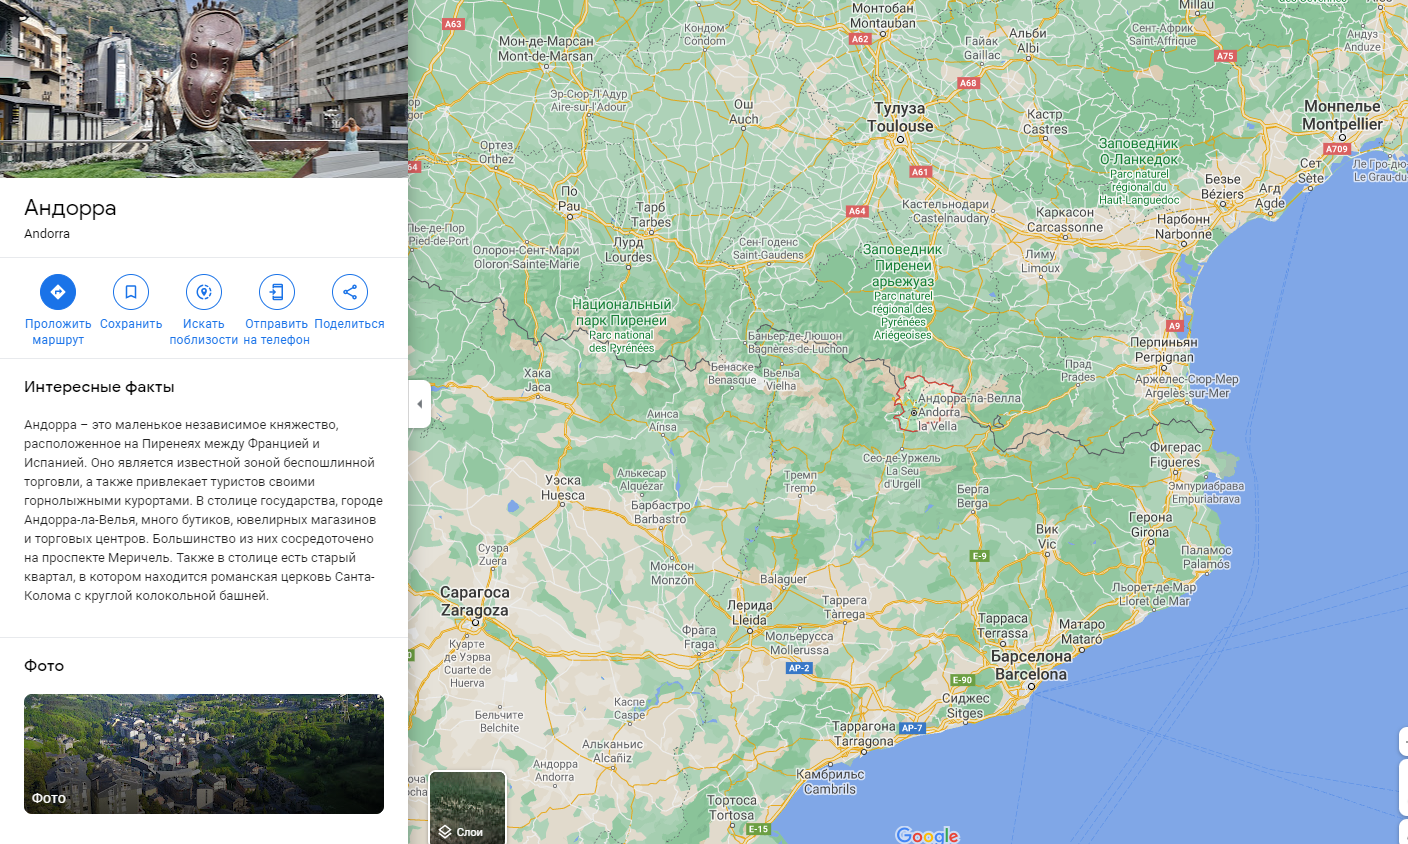 Андорра
Andorra
Проложить
маршрут
Сохранить
Искать
поблизости
Отправить
на телефон
Поделиться
Интересные факты
Андорра – это маленькое независимое княжество,
расположенное на Пиренеях между Францией и
Испанией. Оно является известной зоной беспошлинной
торговли, а также привлекает туристов своими
горнолыжными курортами. В столице государства, городе
Андорра-ла-Велья, много бутиков, ювелирных магазинов
и торговых центров. Большинство из них сосредоточено
на проспекте Меричель. Также в столице есть старый
квартал, в котором находится романская церковь Санта-
Колома с круглой колокольной башней.
Фото
Фото
A63
Кондом
Condom
Монтобан
Montauban
A62
Millau
Мон-де-Марсан
Mont-de-Marsan
Гайак
Gaillac
Альби
Albi
Сент-Африк
Saint-Affrique
A75
Андуз
Anduze
A68
Эр-Сюр-Л'Адур
Aire-sur-l'Adour
Ош
Auch
Тулуза
Toulouse
Кастр
Castres
Монпелье
Montpellier
A709
Заповедник
О-Лангедок
Parc naturel
régional du
Haut-Languedoc
Ортез
Orthez
64
A61
Сет
Sète
Ле Гро-дю-
Le Grau-du-
По
Pau
Тарб
Tarbes
A64
Кастельнодари
Castelnaudary
Безье
Béziers
Агд
Agde
Каркасон
Carcassonne
Нарбонн
Narbonne
Pied-de-Port
Олорон-Сент-Мари
Oloron-Sainte-Marie
Лурд
Lourdes
Сен-Годенс
Saint-Gaudens
Лиму
Limoux
Заповедник
Пиренеи
арьежуаз
Parc naturel
régional des
Pyrénées
Ariégeoises
Национальный
парк Пиренеи
Parc national
des Pyrénées
A9
Баньер-де-Люшон
Bagnères-de-Luchon
Перпиньян
Perpignan
Прад
Prades
Хака
Jaca
Бенаске
Benasque
Вьелья
Vielha
Аржелес-Сюр-Мер
Argelès-sur-Mer
Андорра-ла-Велла
Andorra
la Vella
Аинса
Aínsa
Фигерас
Figueres
Сео-де-Уржель
La Seu
d'Urgell
Уэска
Huesca
Алькесар
Alquézar
Тремп
Tremp
Берга
Berga
Эмпуриабрава
Empuriabrava
Барбастро
Barbastro
Герона
Girona
Вик
Vic
Суэра
Zuera
E-9
Паламос
Palamós
Монсон
Monzón
Balaguer
Льорет-де-Мар
Lloret de Mar
Сарагоса
Zaragoza
Лерида
Lleida
Таррега
Tàrrega
Тарраса
Terrassa
Матаро
Mataró
Фрага
Fraga
Мольерусса
Mollerussa
Куарте
де Уэрва
Cuarte de
Huerva
Барселона
Barcelona
AP-2
E-90
Каспе
Caspe
Сиджес
Sitges
Бельчите
Belchite
Таррагона
Tarragona
AP-7
Альканьис
Alcañiz
Андорра
Andorra
Камбрильс
Cambrils
Тортоса
Tortosa
E-15
Слои
Google